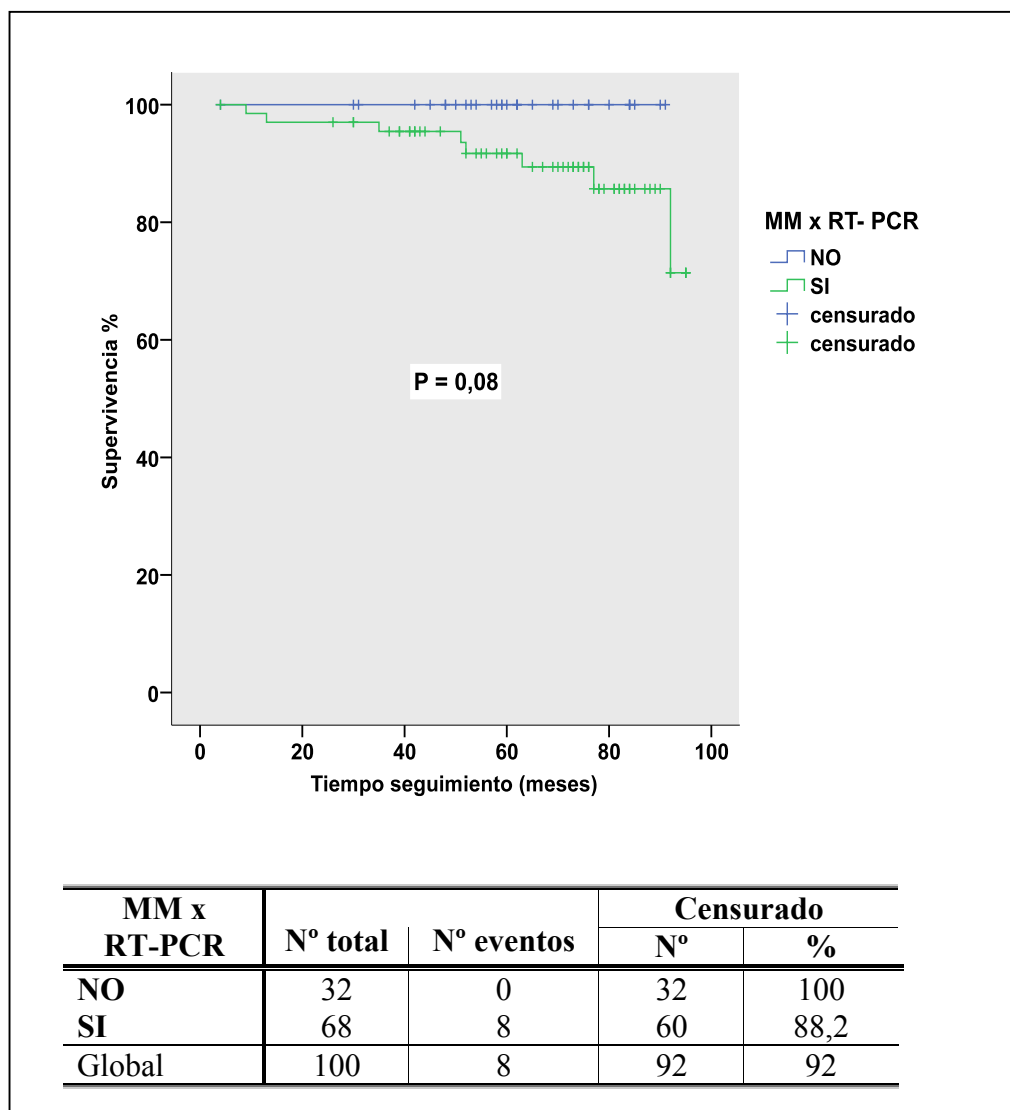 100
80
60
40
20
0
Supervivencia %
0 20 40 60 80 100
Tiempo seguimiento (meses)
P = 0,08
MM x RT- PCR
NO
SI
censurado
censurado
MM x RT-PCR Nº total Nº eventos Censurado
Nº %
NO 32 0 32 100
SI 68 8 60 88,2
Global 100 8 92 92